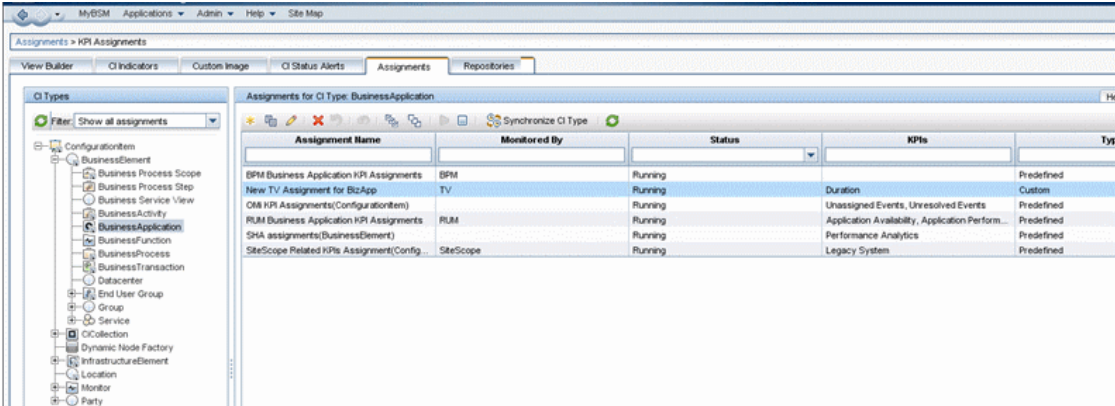 MyBSM Applications Admin Help Site Map
Assignments > KPI Assignments
View Builder CI Indicators Custom Image CI Status Alerts Assignments Repositories
CI Types
Filter: Show all assignments
ConfigurationItem
BusinessElement
Business Process Scope
Business Process Step
Business Service View
BusinessActivity
BusinessApplication
BusinessFunction
BusinessProcess
BusinessTransaction
Datacenter
End User Group
Group
Service
CiCollection
Dynamic Node Factory
InfrastructureElement
Location
Monitor
Party
Assignments for CI Type: BusinessApplication
He
Synchronize CI Type
Assignment Name Monitored By Status KPIs Typ
BPM Business Application KPI Assignments BPM Running Predefined
New TV Assignment for BizApp TV Running Duration Custom
OMi KPI Assignments(ConfigurationItem) Running Unassigned Events, Unresolved Events Predefined
RUM Business Application KPI Assignments RUM Running Application Availability, Application Perform... Predefined
SHA assignments(BusinessElement) Running Performance Analytics Predefined
SiteScope Related KPIs Assignment(Config... SiteScope Running Legacy System Predefined